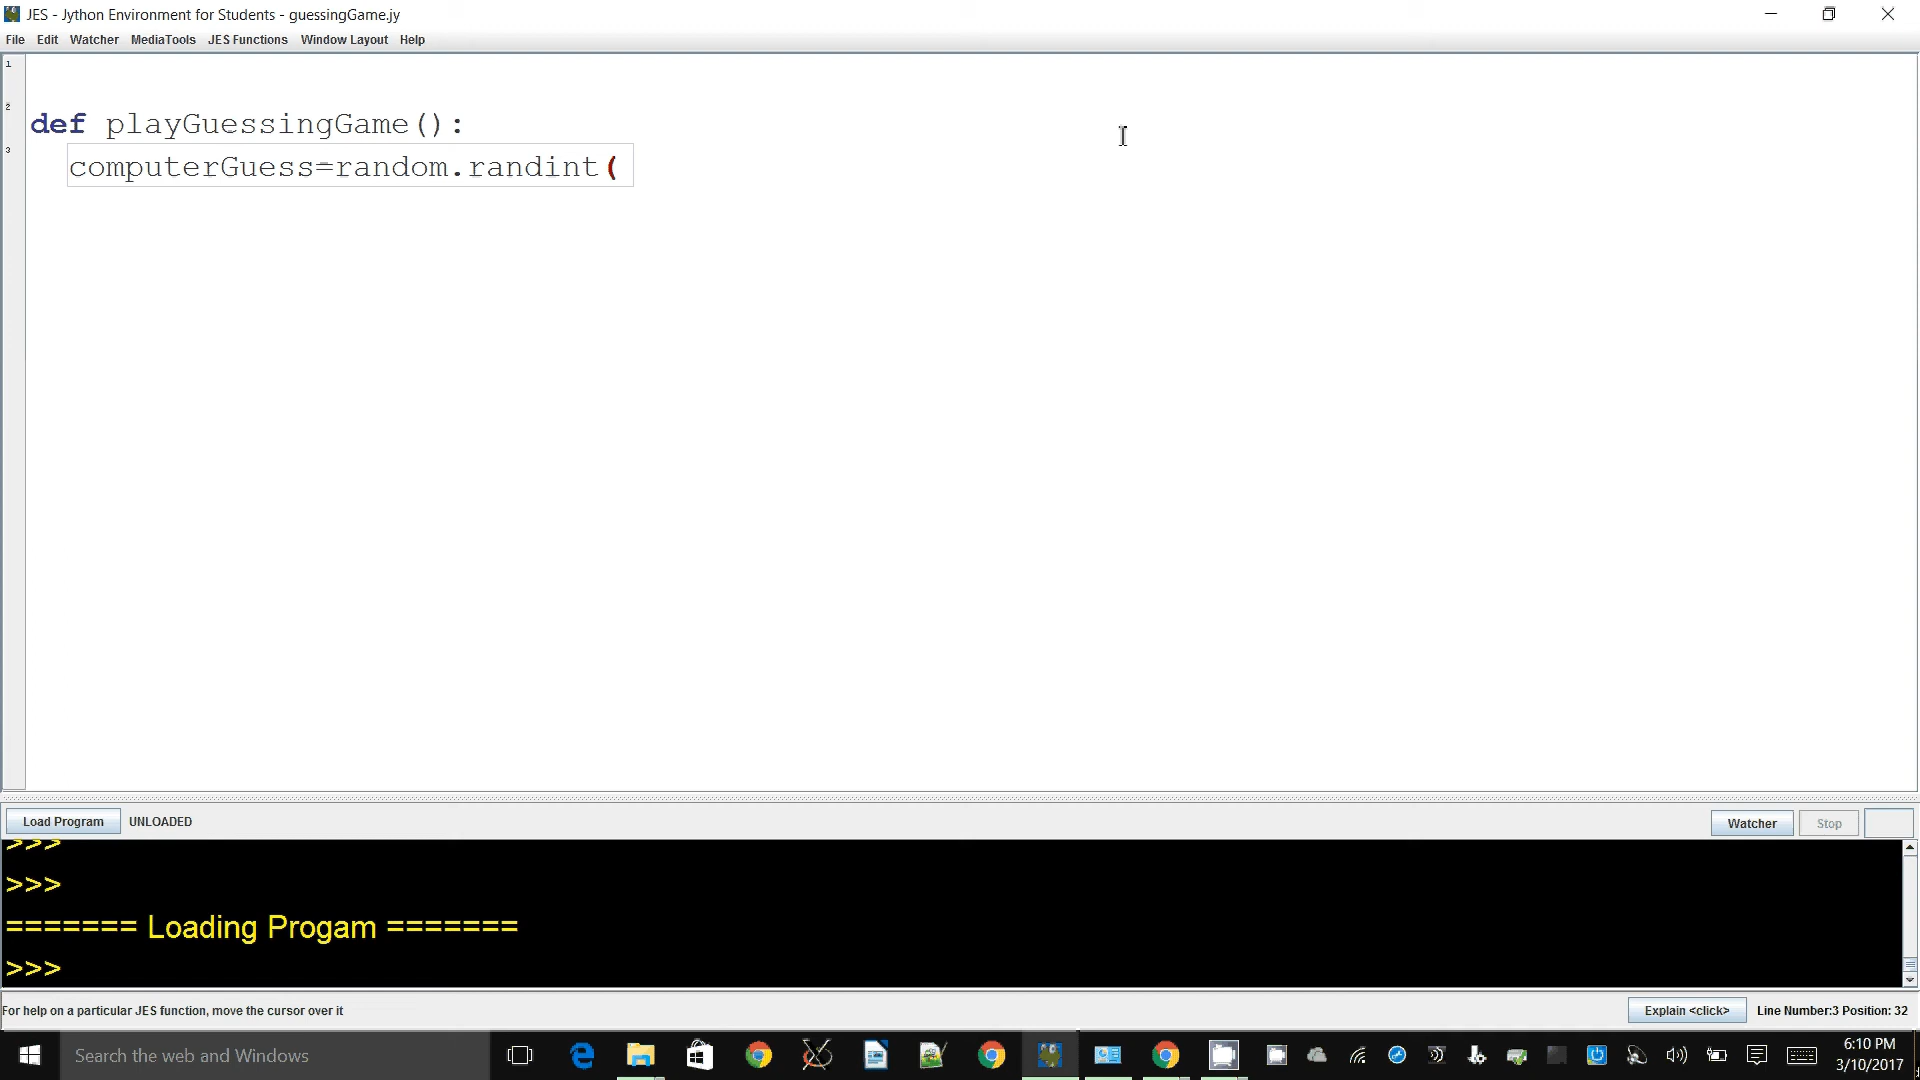 JES - Jython Environment for Students - guessingGame.jy
File Edit Watcher MediaTools JES Functions Window Layout Help
1
2
def playGuessingGame():
3
computerGuess=random.randint(
Load Program UNLOADED Watcher Stop
>>>
>>>
======= Loading Progam =======
>>>
For help on a particular JES function, move the cursor over it Explain <click> Line Number:3 Position: 32
Search the web and Windows
6:10 PM
3/10/2017